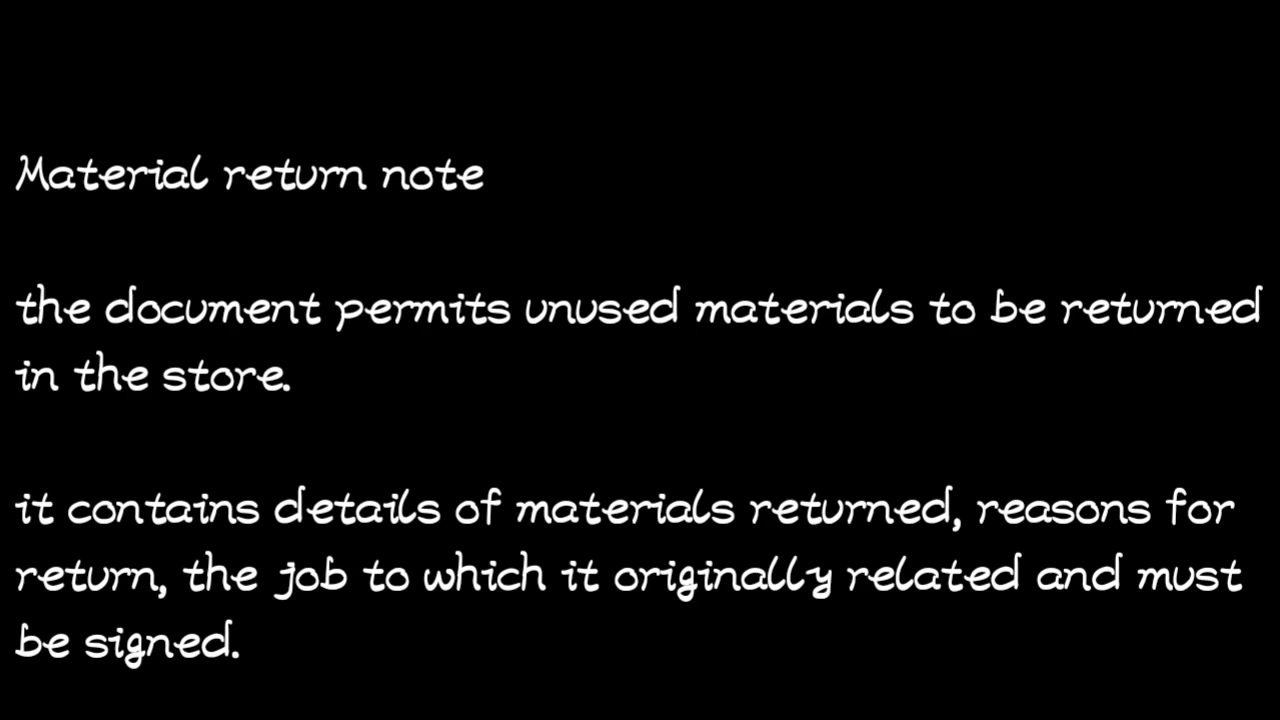 Material return note
the document permits unused materials to be returned
in the store.
it contains details of materials returned, reasons for
return, the job to which it originally related and must
be signed.